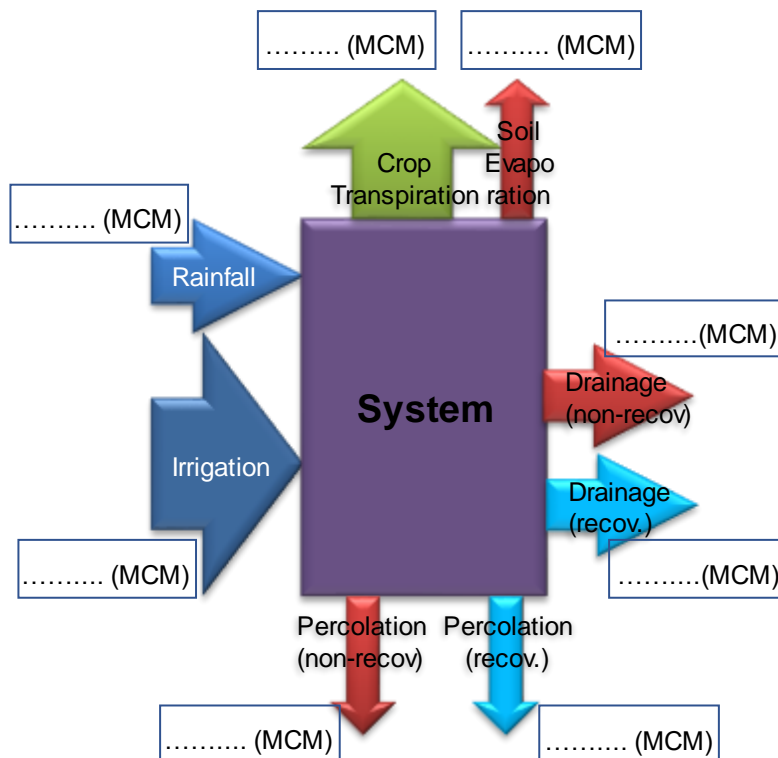 ……….. (MCM)
……….. (MCM)
Crop
Transpiration
Soil
Evapo
ration
……….. (MCM)
Rainfall
………..(MCM)
Drainage
(non-recov)
System
Irrigation
Drainage
(recov.)
……….. (MCM)
………..(MCM)
Percolation
(non-recov)
Percolation
(recov.)
……….. (MCM)
……….. (MCM)